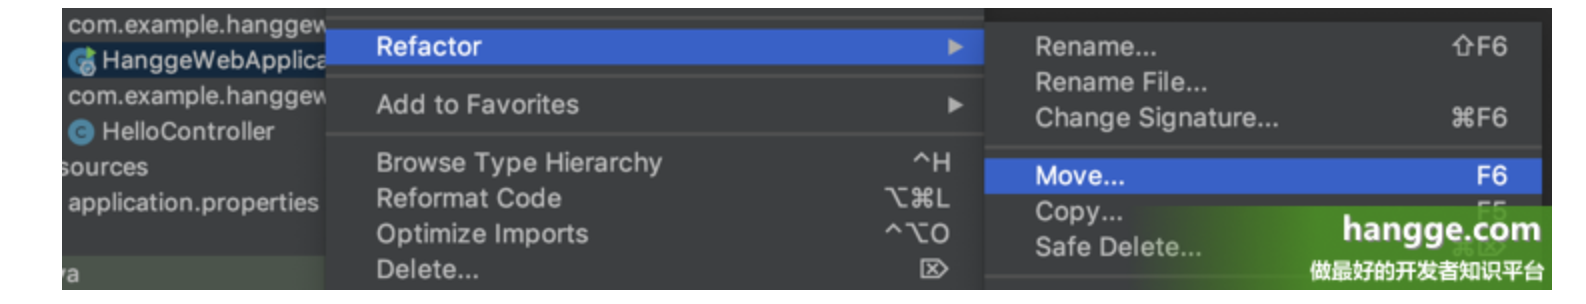 com.example.hanggew
HanggeWebApplica
com.example.hanggew
HelloController
sources
application.properties
va
Refactor
Add to Favorites
Browse Type Hierarchy ^H
Reformat Code ⌥⌘L
Optimize Imports ^⌥O
Delete... ⌦
Rename... ⇧F6
Rename File...
Change Signature... ⌘F6
Move... F6
Copy... F5
Safe Delete... ⌘⌦
hangge.com
做最好的开发者知识平台